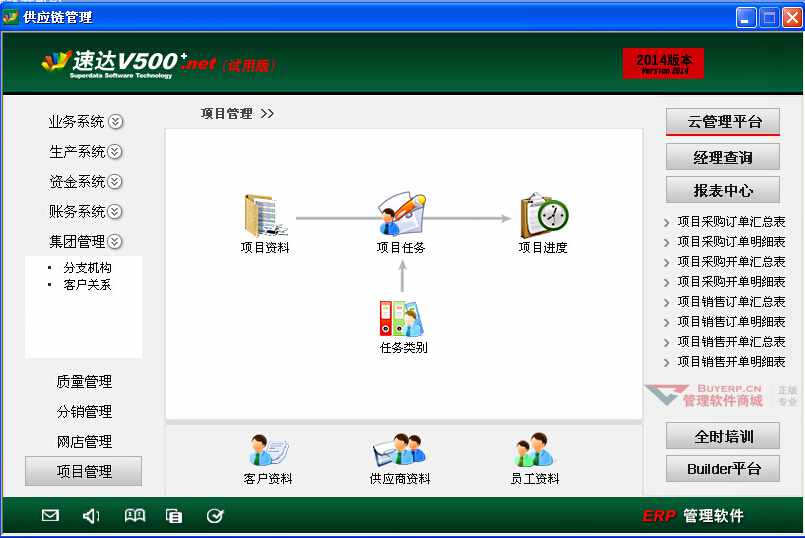 供应链管理
速达V500+.net (试用版)
Superdata Software Technology
2014版本
Version 2014
业务系统
生产系统
资金系统
账务系统
集团管理
• 分支机构
• 客户关系
质量管理
分销管理
网店管理
项目管理
项目管理 >>
项目资料
项目任务
项目进度
任务类别
客户资料
供应商资料
员工资料
云管理平台
经理查询
报表中心
项目采购订单汇总表
项目采购订单明细表
项目采购开单汇总表
项目采购开单明细表
项目销售订单汇总表
项目销售订单明细表
项目销售开单汇总表
项目销售开单明细表
BUYERP.CN
管理软件商城
正版
专业
全时培训
Builder平台
ERP 管理软件